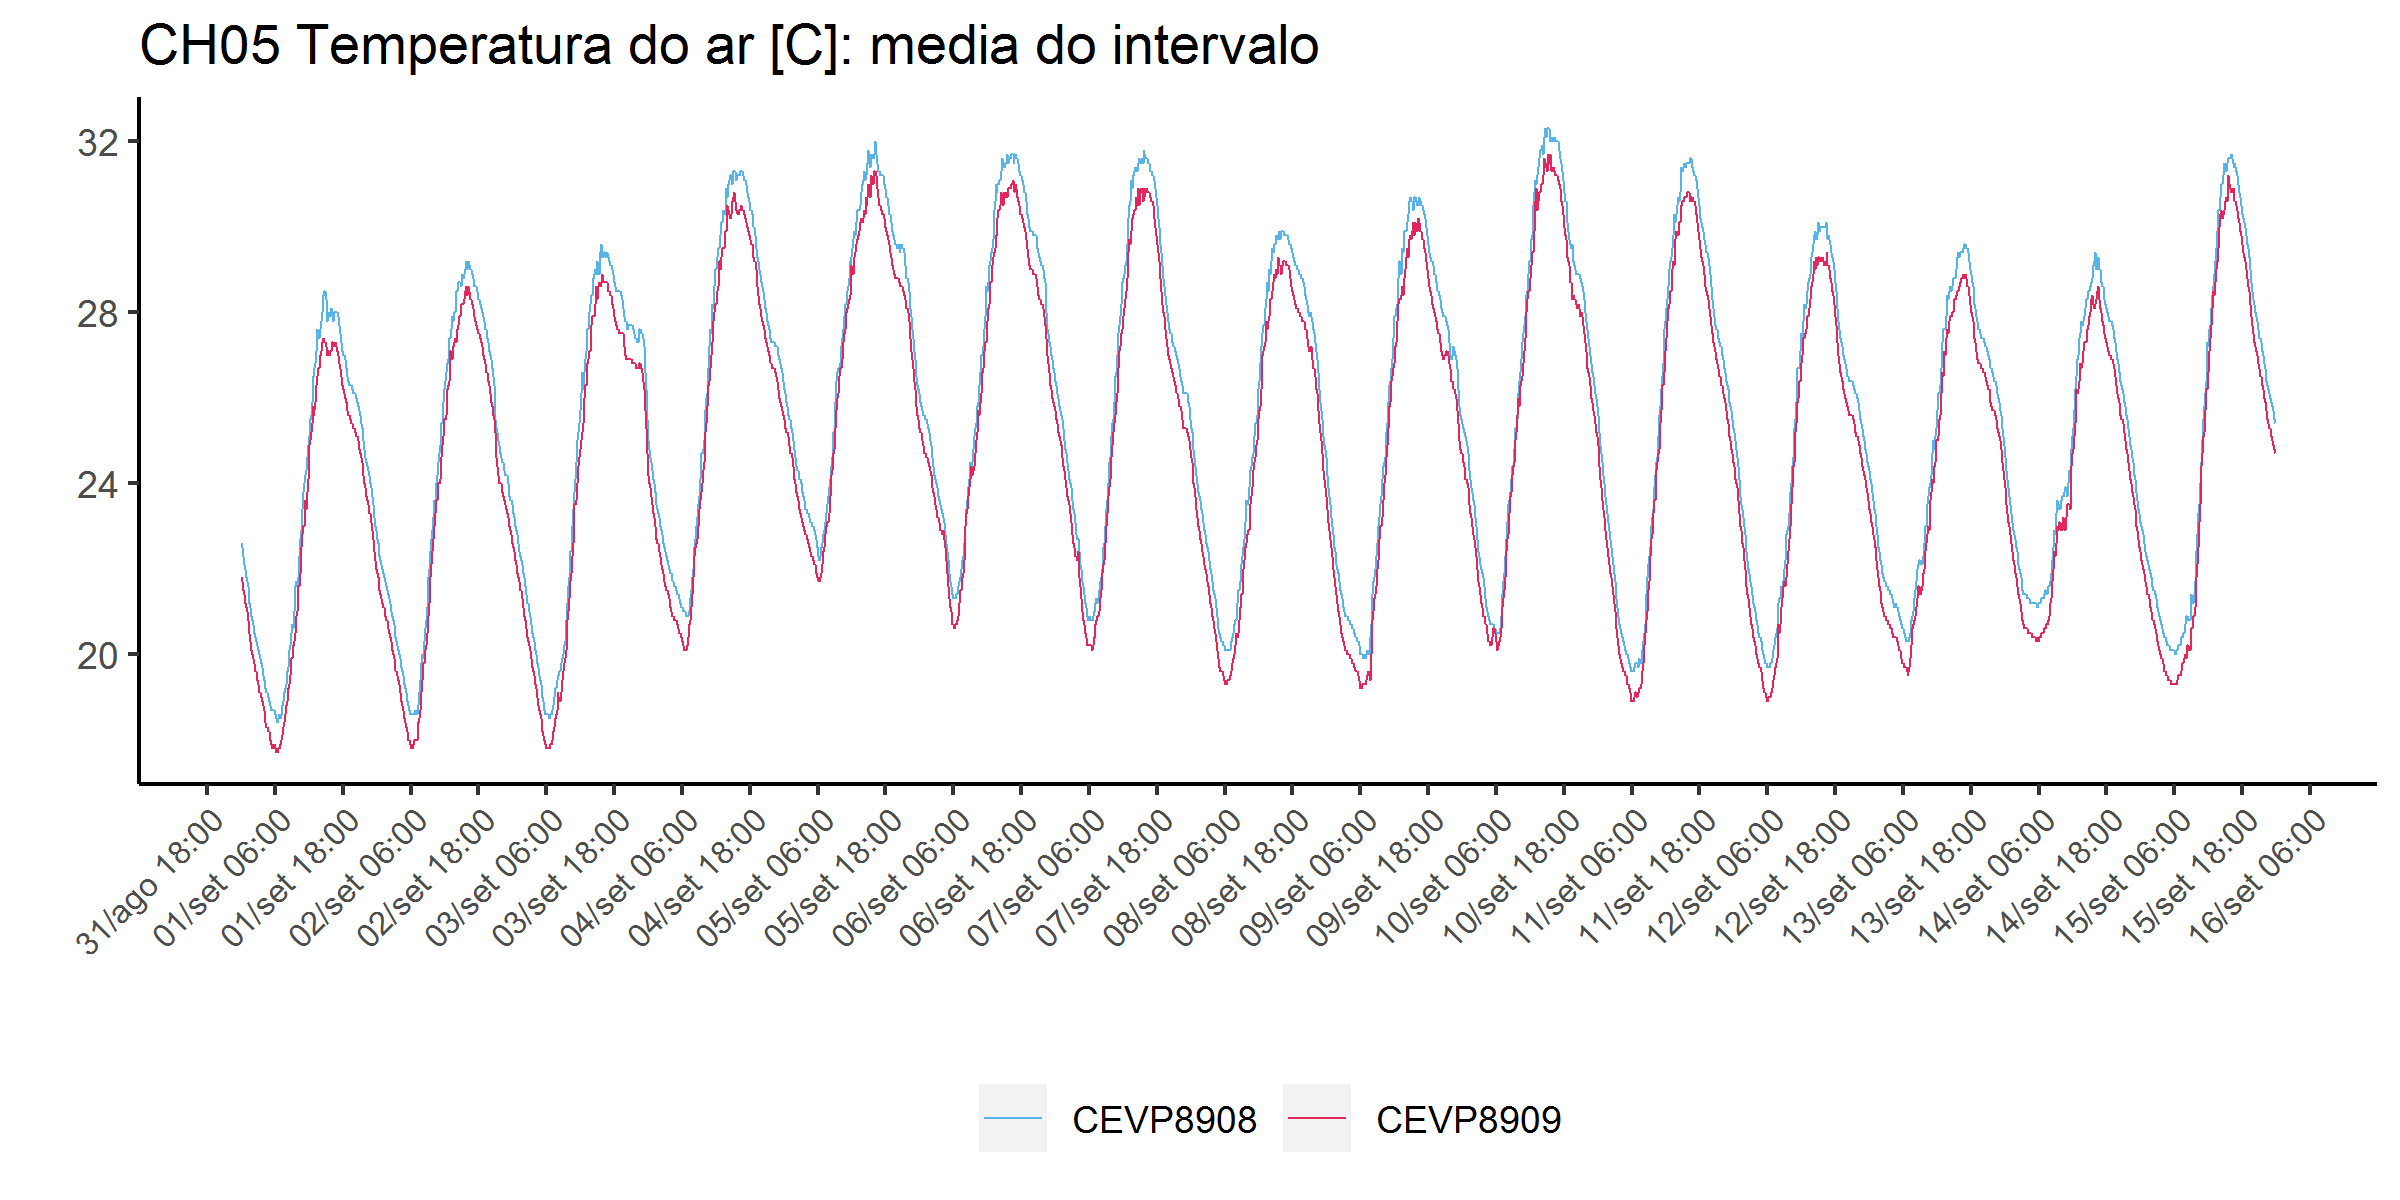 CH05 Temperatura do ar [C]: media do intervalo
32
28
24
20
31/ago 18:00
01/set 06:00
01/set 18:00
02/set 06:00
02/set 18:00
03/set 06:00
03/set 18:00
04/set 06:00
04/set 18:00
05/set 06:00
05/set 18:00
06/set 06:00
06/set 18:00
07/set 06:00
07/set 18:00
08/set 06:00
08/set 18:00
09/set 06:00
09/set 18:00
10/set 06:00
10/set 18:00
11/set 06:00
11/set 18:00
12/set 06:00
12/set 18:00
13/set 06:00
13/set 18:00
14/set 06:00
14/set 18:00
15/set 06:00
15/set 18:00
16/set 06:00
CEVP8908 CEVP8909